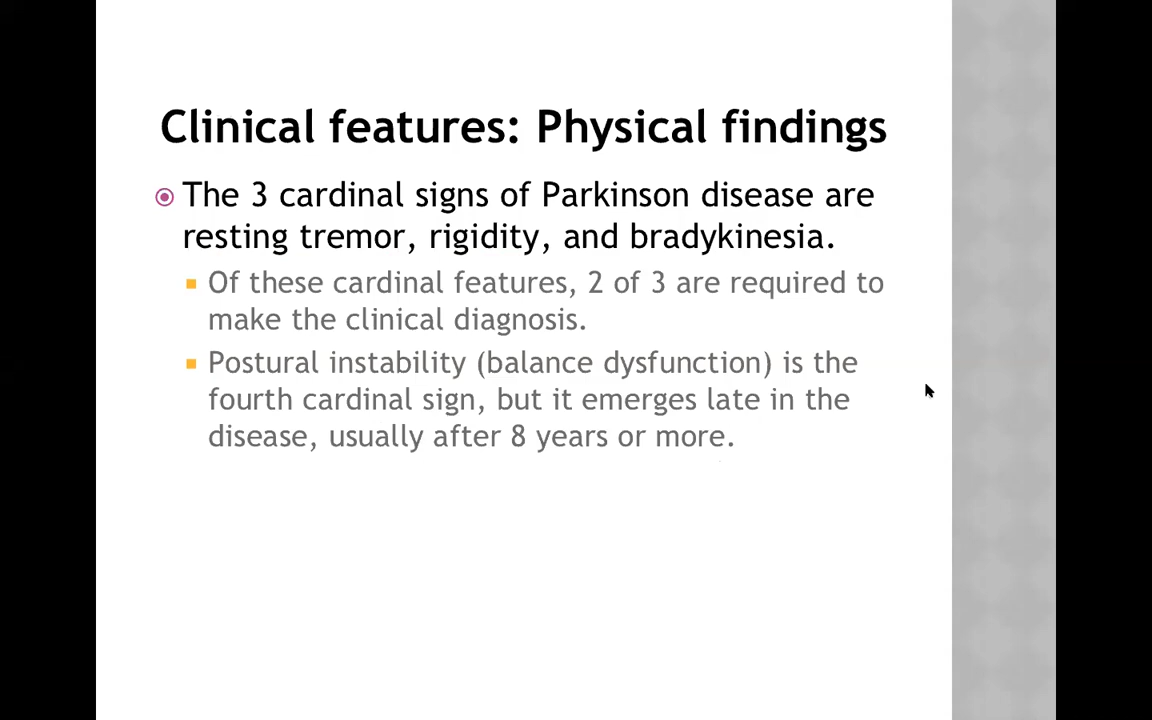 Clinical features: Physical findings
The 3 cardinal signs of Parkinson disease are
resting tremor, rigidity, and bradykinesia.
Of these cardinal features, 2 of 3 are required to
make the clinical diagnosis.
Postural instability (balance dysfunction) is the
fourth cardinal sign, but it emerges late in the
disease, usually after 8 years or more.